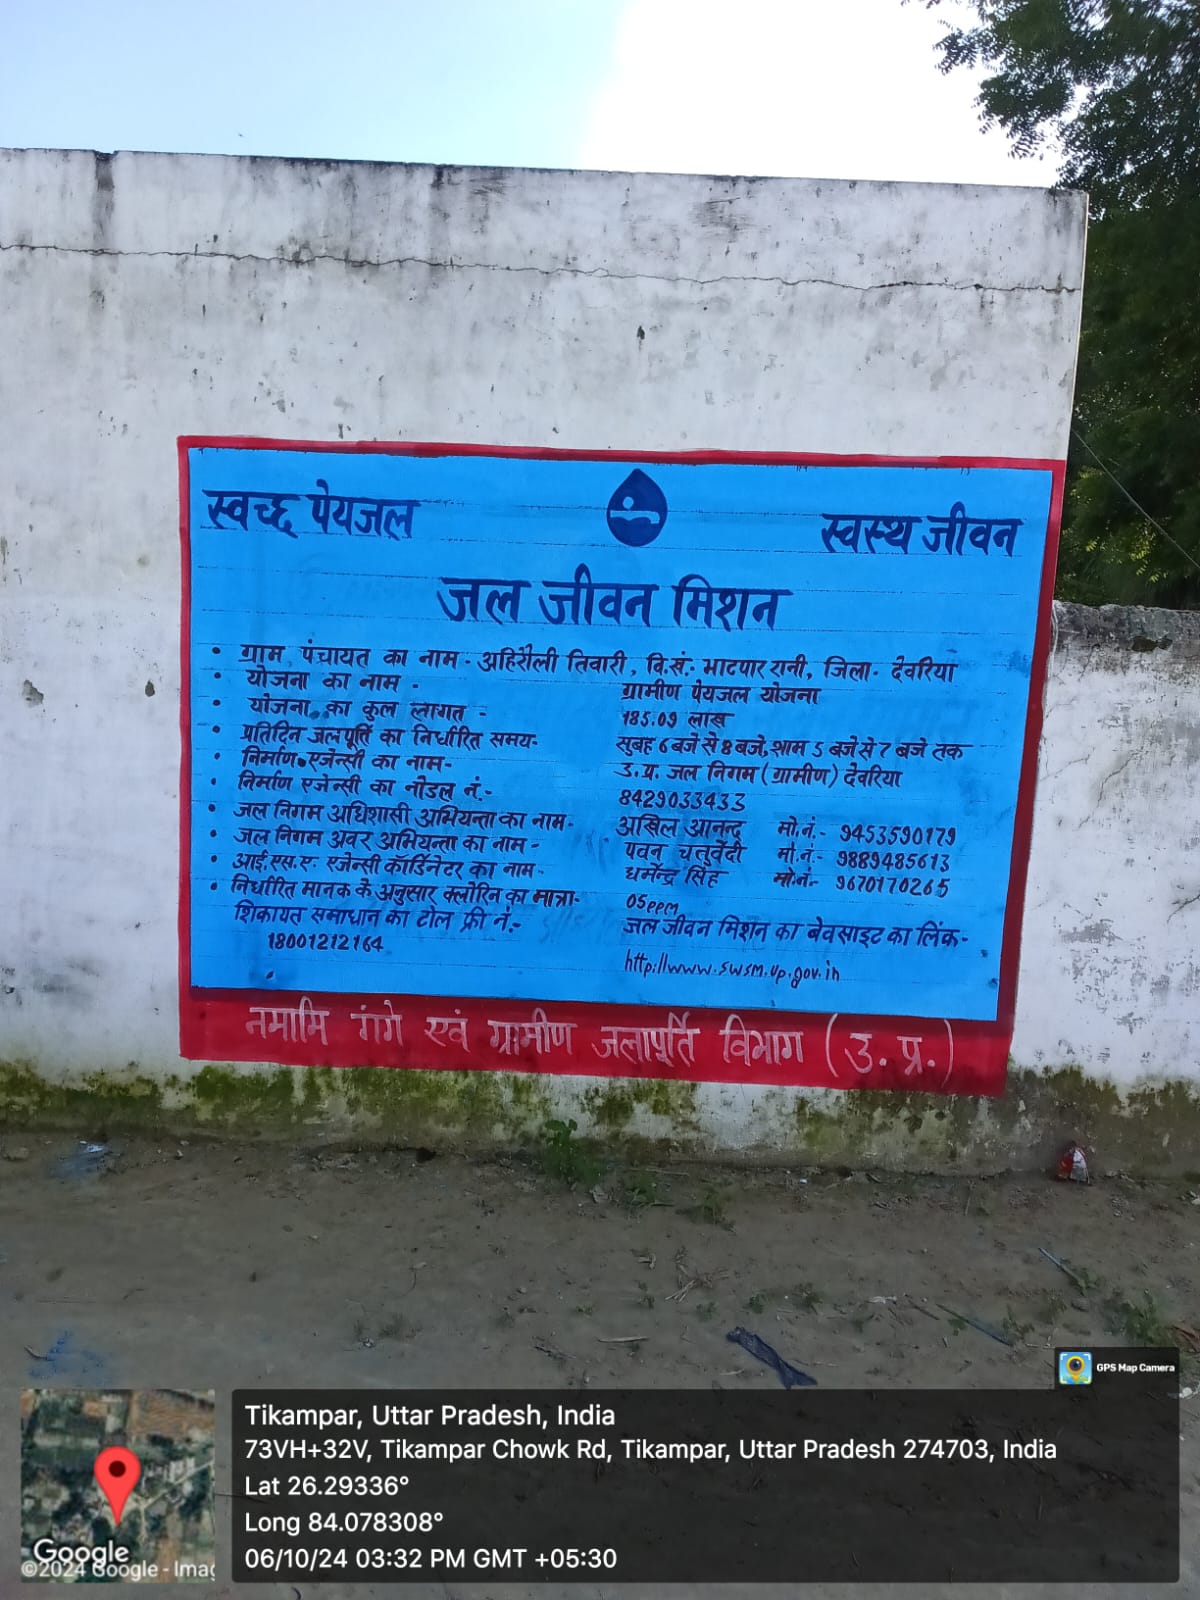 स्वच्छ पेयजल
स्वस्थ जीवन
जल जीवन मिशन
• ग्राम पंचायत का नाम - अहिरौली तिवारी, वि.सं. भाटपार रानी, जिला - देवरिया
• योजना का नाम - ग्रामीण पेयजल योजना
• योजना का कुल लागत - 185.09 लाख
• प्रतिदिन जलपूर्ति का निर्धारित समय- सुबह 6 बजे से 8 बजे, शाम 5 बजे से 7 बजे तक
• निर्माण एजेन्सी का नाम- उ.प्र. जल निगम (ग्रामीण) देवरिया
• निर्माण एजेन्सी का नोडल नं.- 8429033433
• जल निगम अधिशासी अभियन्ता का नाम- अखिल आनन्द मो.नं.- 9453590179
• जल निगम अवर अभियन्ता का नाम - पवन चतुर्वेदी मो.नं.- 9889485613
• आई.एस.ए. एजेन्सी कॉर्डिनेटर का नाम - धर्मेन्द्र सिंह मो.नं.- 9670170265
• निर्धारित मानक के अनुसार क्लोरिन का मात्रा- 05ppm
शिकायत समाधान का टोल फ्री नं.- जल जीवन मिशन का बेवसाइट का लिंक-
18001212164 http://www.swsm.up.gov.in
नमामि गंगे एवं ग्रामीण जलापूर्ति विभाग (उ. प्र.)
GPS Map Camera
Tikampar, Uttar Pradesh, India
73VH+32V, Tikampar Chowk Rd, Tikampar, Uttar Pradesh 274703, India
Lat 26.29336°
Long 84.078308°
06/10/24 03:32 PM GMT +05:30
Google
©2024 Google - Imag